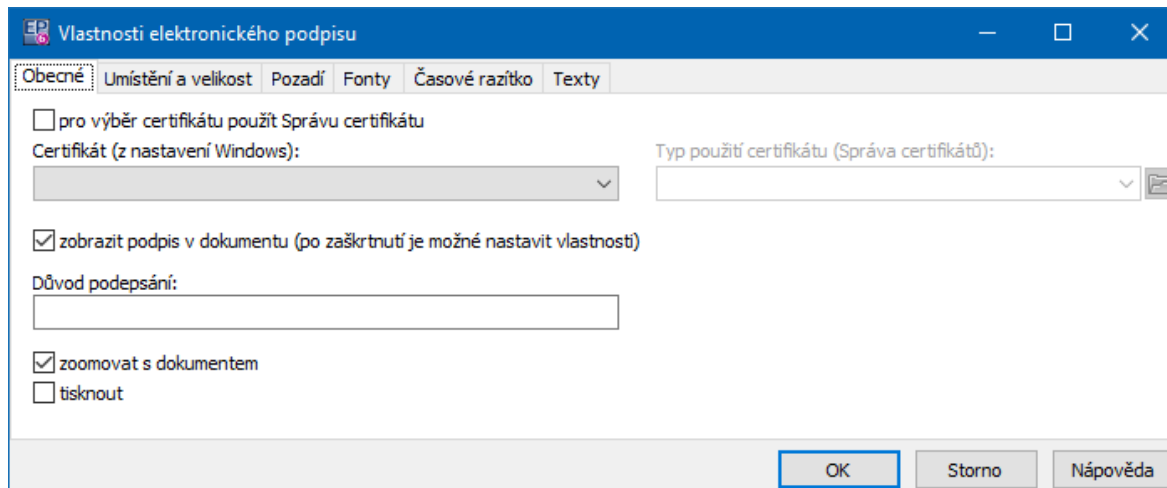 Vlastnosti elektronického podpisu
Obecné Umístění a velikost Pozadí Fonty Časové razítko Texty
pro výběr certifikátu použít Správu certifikátu
Certifikát (z nastavení Windows): Typ použití certifikátu (Správa certifikátů):
zobrazit podpis v dokumentu (po zaškrtnutí je možné nastavit vlastnosti)
Důvod podepsání:
zoomovat s dokumentem
tisknout
OK Storno Nápověda